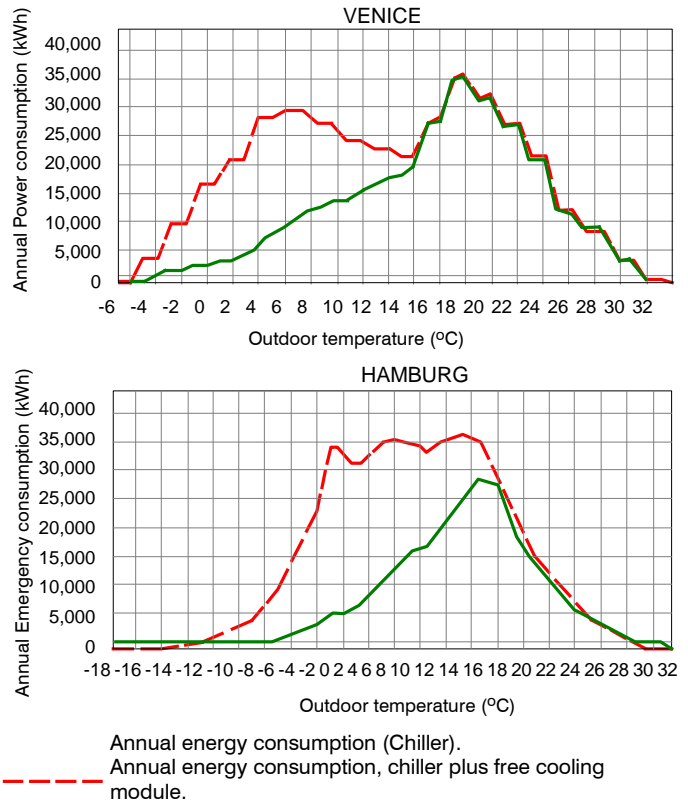 VENICE
Annual Power consumption (kWh)
40,000
35,000
30,000
25,000
20,000
15,000
10,000
5,000
0
-6 -4 -2 0 2 4 6 8 10 12 14 16 18 20 22 24 26 28 30 32
Outdoor temperature (ºC)
HAMBURG
Annual Emergency consumption (kWh)
40,000
35,000
30,000
25,000
20,000
15,000
10,000
5,000
0
-18 -16 -14 -12 -10 -8 -6 -4 -2 0 2 4 6 8 10 12 14 16 18 20 22 24 26 28 30 32
Outdoor temperature (ºC)
Annual energy consumption (Chiller).
Annual energy consumption, chiller plus free cooling
module.